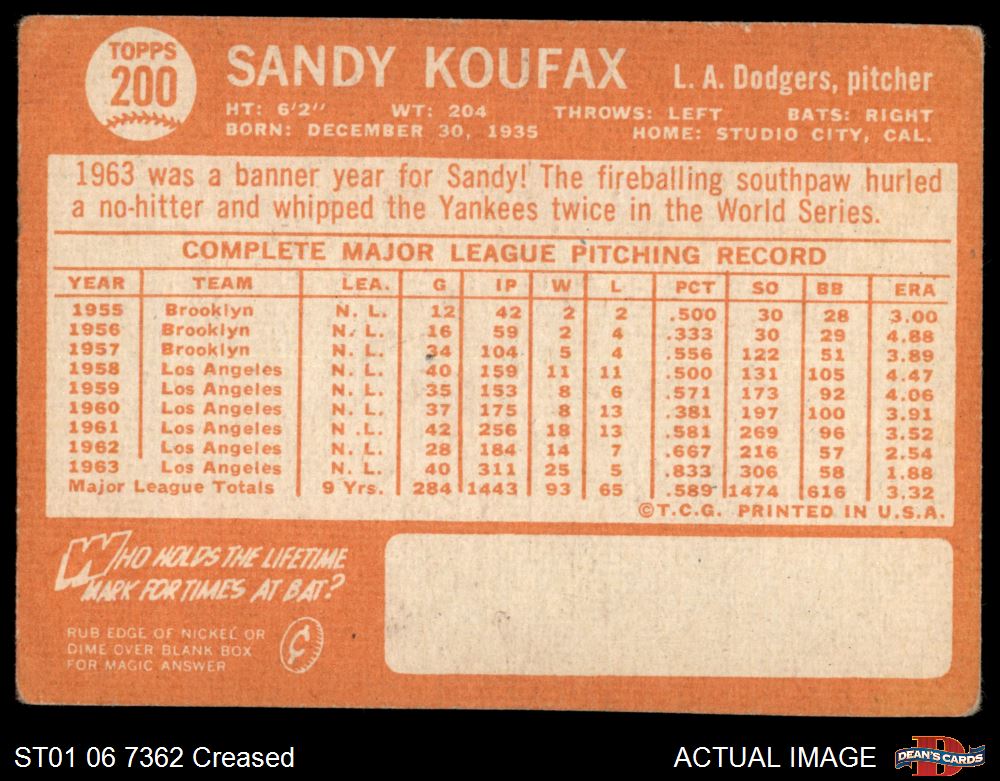 TOPPS
200
SANDY KOUFAX L. A. Dodgers, pitcher
HT: 6'2" WT: 204 THROWS: LEFT BATS: RIGHT
BORN: DECEMBER 30, 1935 HOME: STUDIO CITY, CAL.
1963 was a banner year for Sandy! The fireballing southpaw hurled
a no-hitter and whipped the Yankees twice in the World Series.
COMPLETE MAJOR LEAGUE PITCHING RECORD
YEAR TEAM LEA. G IP W L PCT SO BB ERA
1955 Brooklyn N. L. 12 42 2 2 .500 30 28 3.00
1956 Brooklyn N. L. 16 59 2 4 .333 30 29 4.88
1957 Brooklyn N. L. 34 104 5 4 .556 122 51 3.89
1958 Los Angeles N. L. 40 159 11 11 .500 131 105 4.47
1959 Los Angeles N. L. 35 153 8 6 .571 173 92 4.06
1960 Los Angeles N. L. 37 175 8 13 .381 197 100 3.91
1961 Los Angeles N .L. 42 256 18 13 .581 269 96 3.52
1962 Los Angeles N. L. 28 184 14 7 .667 216 57 2.54
1963 Los Angeles N. L. 40 311 25 5 .833 306 58 1.88
Major League Totals 9 Yrs. 284 1443 93 65 .589 1474 616 3.32
©T.C.G. PRINTED IN U.S.A.
WHO HOLDS THE LIFETIME
MARK FOR TIMES AT BAT?
RUB EDGE OF NICKEL OR
DIME OVER BLANK BOX
FOR MAGIC ANSWER
¢
ST01 06 7362 Creased ACTUAL IMAGE
D
DEAN'S CARDS